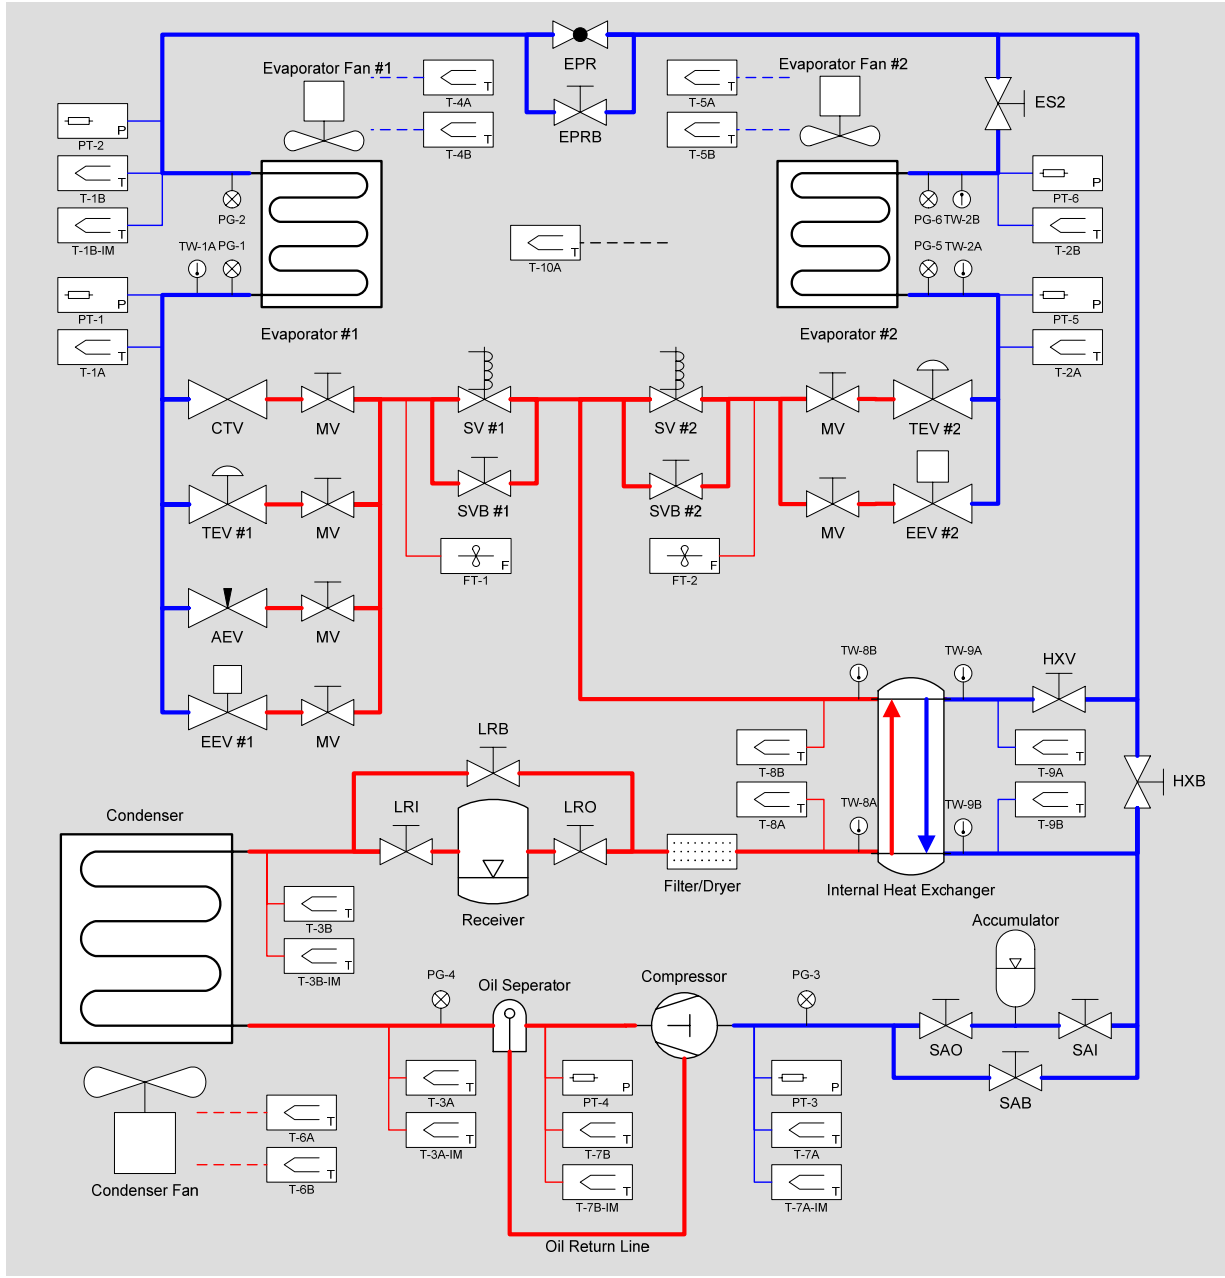 EPR
Evaporator Fan #1
T
T-4A
T
T-5A
Evaporator Fan #2
ES2
P
PT-2
T
T-4B
EPRB
T
T-5B
T
T-1B
P
PT-6
T
T-1B-IM
PG-2
PG-6
TW-2B
T
T-2B
TW-1A
PG-1
T
T-10A
PG-5
TW-2A
P
PT-1
P
PT-5
Evaporator #1
Evaporator #2
T
T-1A
T
T-2A
CTV
MV
SV #1
SV #2
MV
TEV #2
TEV #1
MV
SVB #1
SVB #2
MV
EEV #2
F
FT-1
F
FT-2
AEV
MV
TW-8B
TW-9A
HXV
EEV #1
MV
LRB
T
T-8B
T
T-9A
HXB
Condenser
LRI
LRO
T
T-8A
TW-8A
TW-9B
T
T-9B
Filter/Dryer
Internal Heat Exchanger
T
T-3B
Receiver
Accumulator
T
T-3B-IM
PG-4
Oil Seperator
Compressor
PG-3
SAO
SAI
T
T-3A
P
PT-4
P
PT-3
SAB
T
T-6A
T
T-3A-IM
T
T-7B
T
T-7A
T
T-6B
Condenser Fan
T
T-7B-IM
T
T-7A-IM
Oil Return Line